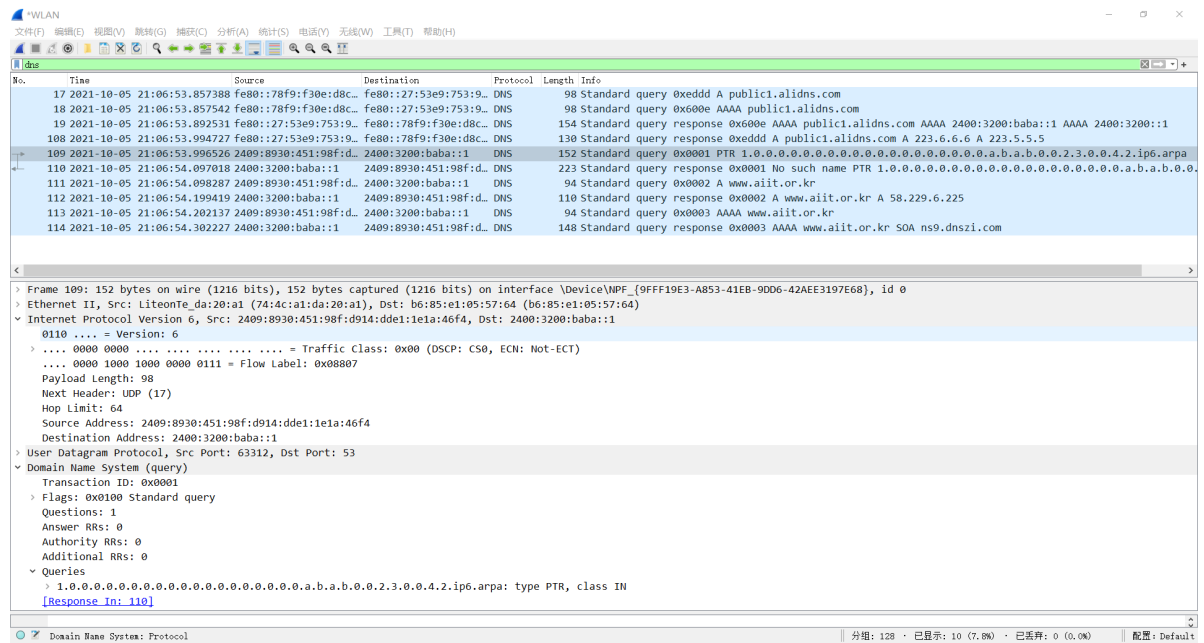 *WLAN
文件(F) 编辑(E) 视图(V) 跳转(G) 捕获(C) 分析(A) 统计(S) 电话(Y) 无线(W) 工具(T) 帮助(H)
dns
No. Time Source Destination Protocol Length Info
17 2021-10-05 21:06:53.857388 fe80::78f9:f30e:d8c… fe80::27:53e9:753:9… DNS 98 Standard query 0xeddd A public1.alidns.com
18 2021-10-05 21:06:53.857542 fe80::78f9:f30e:d8c… fe80::27:53e9:753:9… DNS 98 Standard query 0x600e AAAA public1.alidns.com
19 2021-10-05 21:06:53.892531 fe80::27:53e9:753:9… fe80::78f9:f30e:d8c… DNS 154 Standard query response 0x600e AAAA public1.alidns.com AAAA 2400:3200:baba::1 AAAA 2400:3200::1
108 2021-10-05 21:06:53.994727 fe80::27:53e9:753:9… fe80::78f9:f30e:d8c… DNS 130 Standard query response 0xeddd A public1.alidns.com A 223.6.6.6 A 223.5.5.5
109 2021-10-05 21:06:53.996526 2409:8930:451:98f:d… 2400:3200:baba::1 DNS 152 Standard query 0x0001 PTR 1.0.0.0.0.0.0.0.0.0.0.0.0.0.0.0.0.0.0.0.a.b.a.b.0.0.2.3.0.0.4.2.ip6.arpa
110 2021-10-05 21:06:54.097018 2400:3200:baba::1 2409:8930:451:98f:d… DNS 223 Standard query response 0x0001 No such name PTR 1.0.0.0.0.0.0.0.0.0.0.0.0.0.0.0.0.0.0.0.a.b.a.b.0.0.
111 2021-10-05 21:06:54.098287 2409:8930:451:98f:d… 2400:3200:baba::1 DNS 94 Standard query 0x0002 A www.aiit.or.kr
112 2021-10-05 21:06:54.199419 2400:3200:baba::1 2409:8930:451:98f:d… DNS 110 Standard query response 0x0002 A www.aiit.or.kr A 58.229.6.225
113 2021-10-05 21:06:54.202137 2409:8930:451:98f:d… 2400:3200:baba::1 DNS 94 Standard query 0x0003 AAAA www.aiit.or.kr
114 2021-10-05 21:06:54.302227 2400:3200:baba::1 2409:8930:451:98f:d… DNS 148 Standard query response 0x0003 AAAA www.aiit.or.kr SOA ns9.dnszi.com
Frame 109: 152 bytes on wire (1216 bits), 152 bytes captured (1216 bits) on interface \Device\NPF_{9FFF19E3-A853-41EB-9DD6-42AEE3197E68}, id 0
Ethernet II, Src: LiteonTe_da:20:a1 (74:4c:a1:da:20:a1), Dst: b6:85:e1:05:57:64 (b6:85:e1:05:57:64)
Internet Protocol Version 6, Src: 2409:8930:451:98f:d914:dde1:1e1a:46f4, Dst: 2400:3200:baba::1
0110 .... = Version: 6
.... 0000 0000 .... .... .... .... .... = Traffic Class: 0x00 (DSCP: CS0, ECN: Not-ECT)
.... 0000 1000 1000 0000 0111 = Flow Label: 0x08807
Payload Length: 98
Next Header: UDP (17)
Hop Limit: 64
Source Address: 2409:8930:451:98f:d914:dde1:1e1a:46f4
Destination Address: 2400:3200:baba::1
User Datagram Protocol, Src Port: 63312, Dst Port: 53
Domain Name System (query)
Transaction ID: 0x0001
Flags: 0x0100 Standard query
Questions: 1
Answer RRs: 0
Authority RRs: 0
Additional RRs: 0
Queries
1.0.0.0.0.0.0.0.0.0.0.0.0.0.0.0.0.0.0.0.a.b.a.b.0.0.2.3.0.0.4.2.ip6.arpa: type PTR, class IN
[Response In: 110]
Domain Name System: Protocol 分组: 128 · 已显示: 10 (7.8%) · 已丢弃: 0 (0.0%) 配置: Default